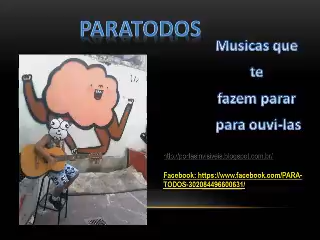 PARATODOS
Musicas que
te
fazem parar
para ouvi-las
Facebook: https://www.facebook.com/PARA-
TODOS-302084496600631/